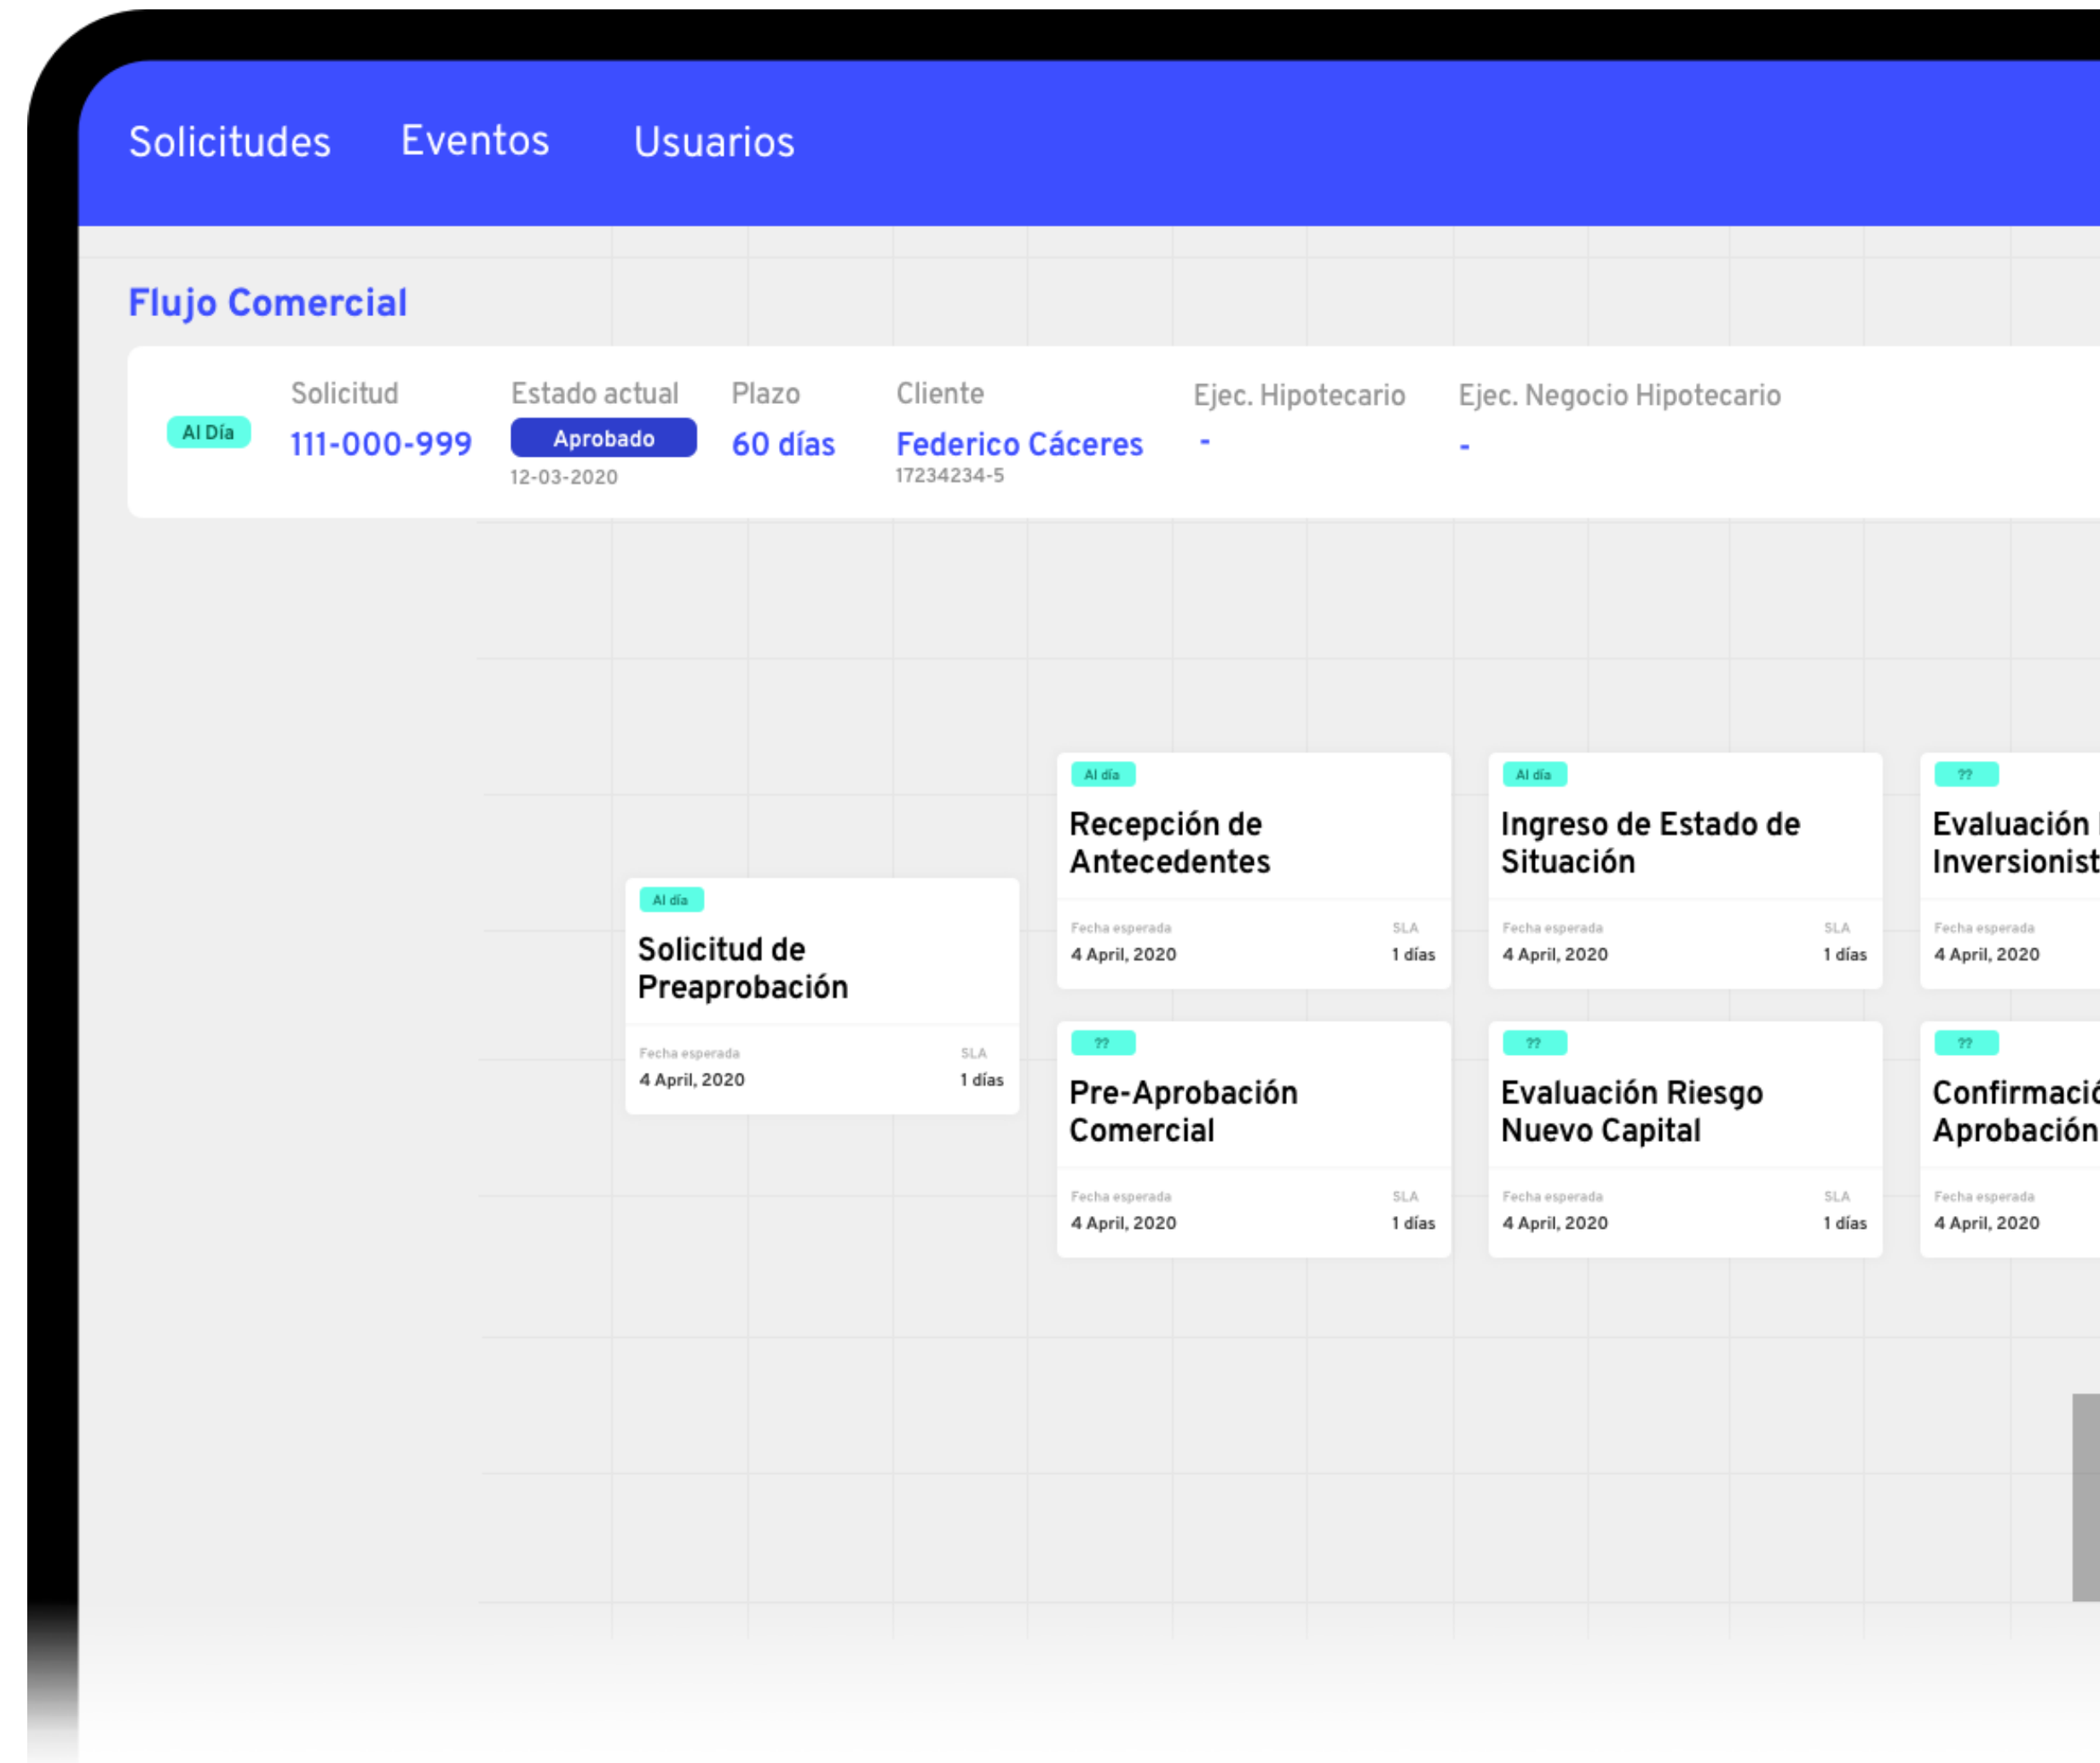 Solicitudes Eventos Usuarios
Flujo Comercial
Al Día
Solicitud
111-000-999
Estado actual
Aprobado
12-03-2020
Plazo
60 días
Cliente
Federico Cáceres
17234234-5
Ejec. Hipotecario
-
Ejec. Negocio Hipotecario
-
Al día
Solicitud de
Preaprobación
Fecha esperada SLA
4 April, 2020 1 días
Al día
Recepción de
Antecedentes
Fecha esperada SLA
4 April, 2020 1 días
??
Pre-Aprobación
Comercial
Fecha esperada SLA
4 April, 2020 1 días
Al día
Ingreso de Estado de
Situación
Fecha esperada SLA
4 April, 2020 1 días
??
Evaluación Riesgo
Nuevo Capital
Fecha esperada SLA
4 April, 2020 1 días
??
Evaluación
Inversionist
Fecha esperada
4 April, 2020
??
Confirmació
Aprobación
Fecha esperada
4 April, 2020